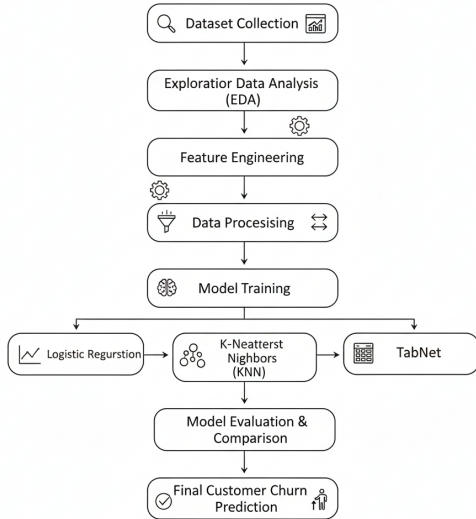 Dataset Collection
Exploratior Data Analysis
(EDA)
Feature Engineering
Data Procesising
Model Training
Logistic Regurstion
K-Neatterst
Nighbors
(KNN)
TabNet
Model Evaluation &
Comparison
Final Customer Churn
Prediction